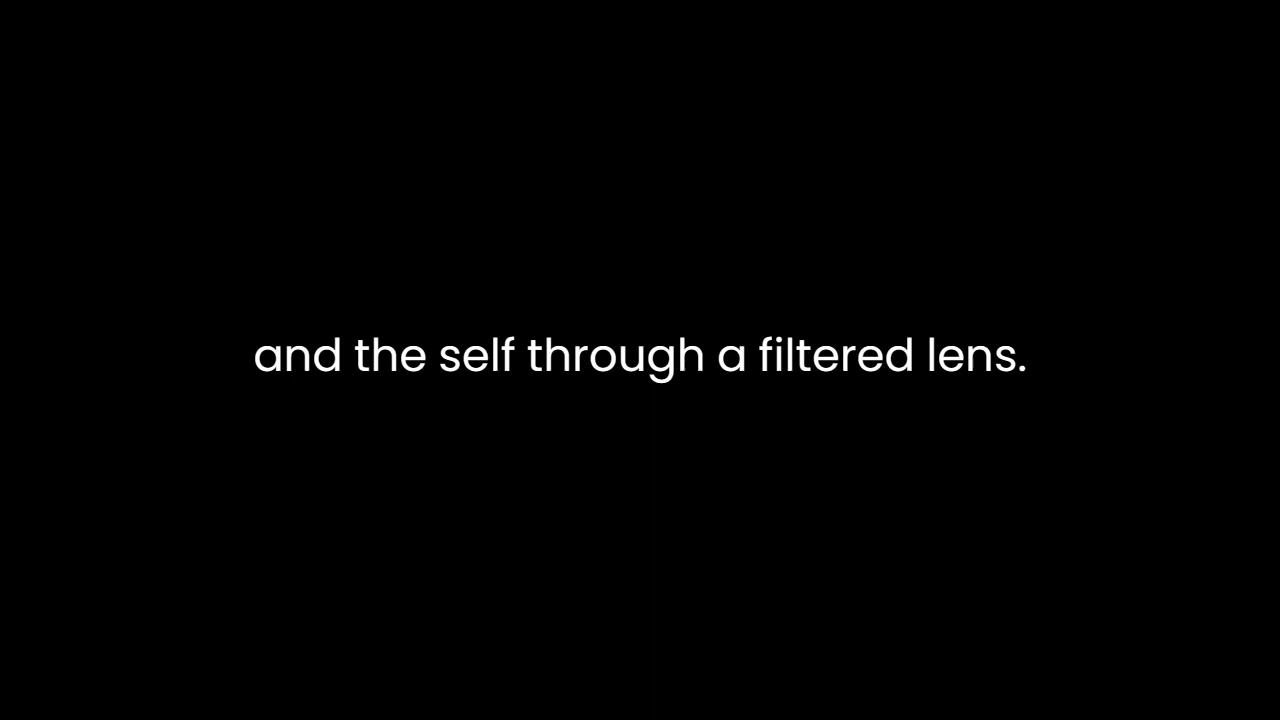 and the self through a filtered lens.